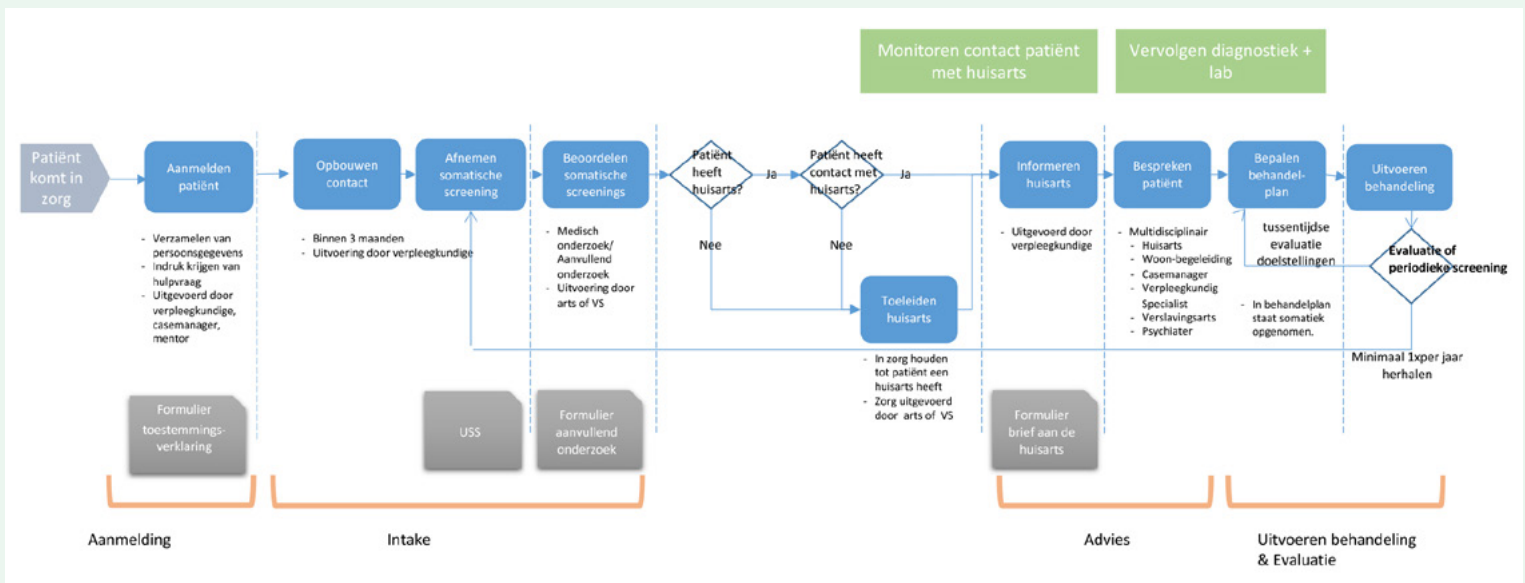 Monitoren contact patiënt
met huisarts
Vervolgen diagnostiek +
lab
Patiënt
komt in
zorg
Aanmelden
patiënt
- Verzamelen van
persoonsgegevens
- Indruk krijgen van
hulpvraag
- Uitgevoerd door
verpleegkundige,
casemanager,
mentor
Opbouwen
contact
- Binnen 3 maanden
- Uitvoering door verpleegkundige
Afnemen
somatische
screening
Beoordelen
somatische
screenings
- Medisch
onderzoek/
Aanvullend
onderzoek
- Uitvoering door
arts of VS
Patiënt
heeft
huisarts?
Ja
Nee
Patiënt heeft
contact met
huisarts?
Ja
Nee
Toeleiden
huisarts
- In zorg houden
tot patiënt een
huisarts heeft
- Zorg uitgevoerd
door arts of VS
Informeren
huisarts
- Uitgevoerd door
verpleegkundige
Bespreken
patiënt
- Multidisciplinair
- Huisarts
- Woon-begeleiding
- Casemanager
- Verpleegkundig
Specialist
- Verslavingsarts
- Psychiater
Bepalen
behandel-
plan
tussentijdse
evaluatie
doelstellingen
- In behandelplan
staat somatiek
opgenomen.
Uitvoeren
behandeling
Evaluatie of
periodieke screening
Minimaal 1xper jaar
herhalen
Formulier
toestemmings-
verklaring
USS
Formulier
aanvullend
onderzoek
Formulier
brief aan de
huisarts
Aanmelding
Intake
Advies
Uitvoeren behandeling
& Evaluatie